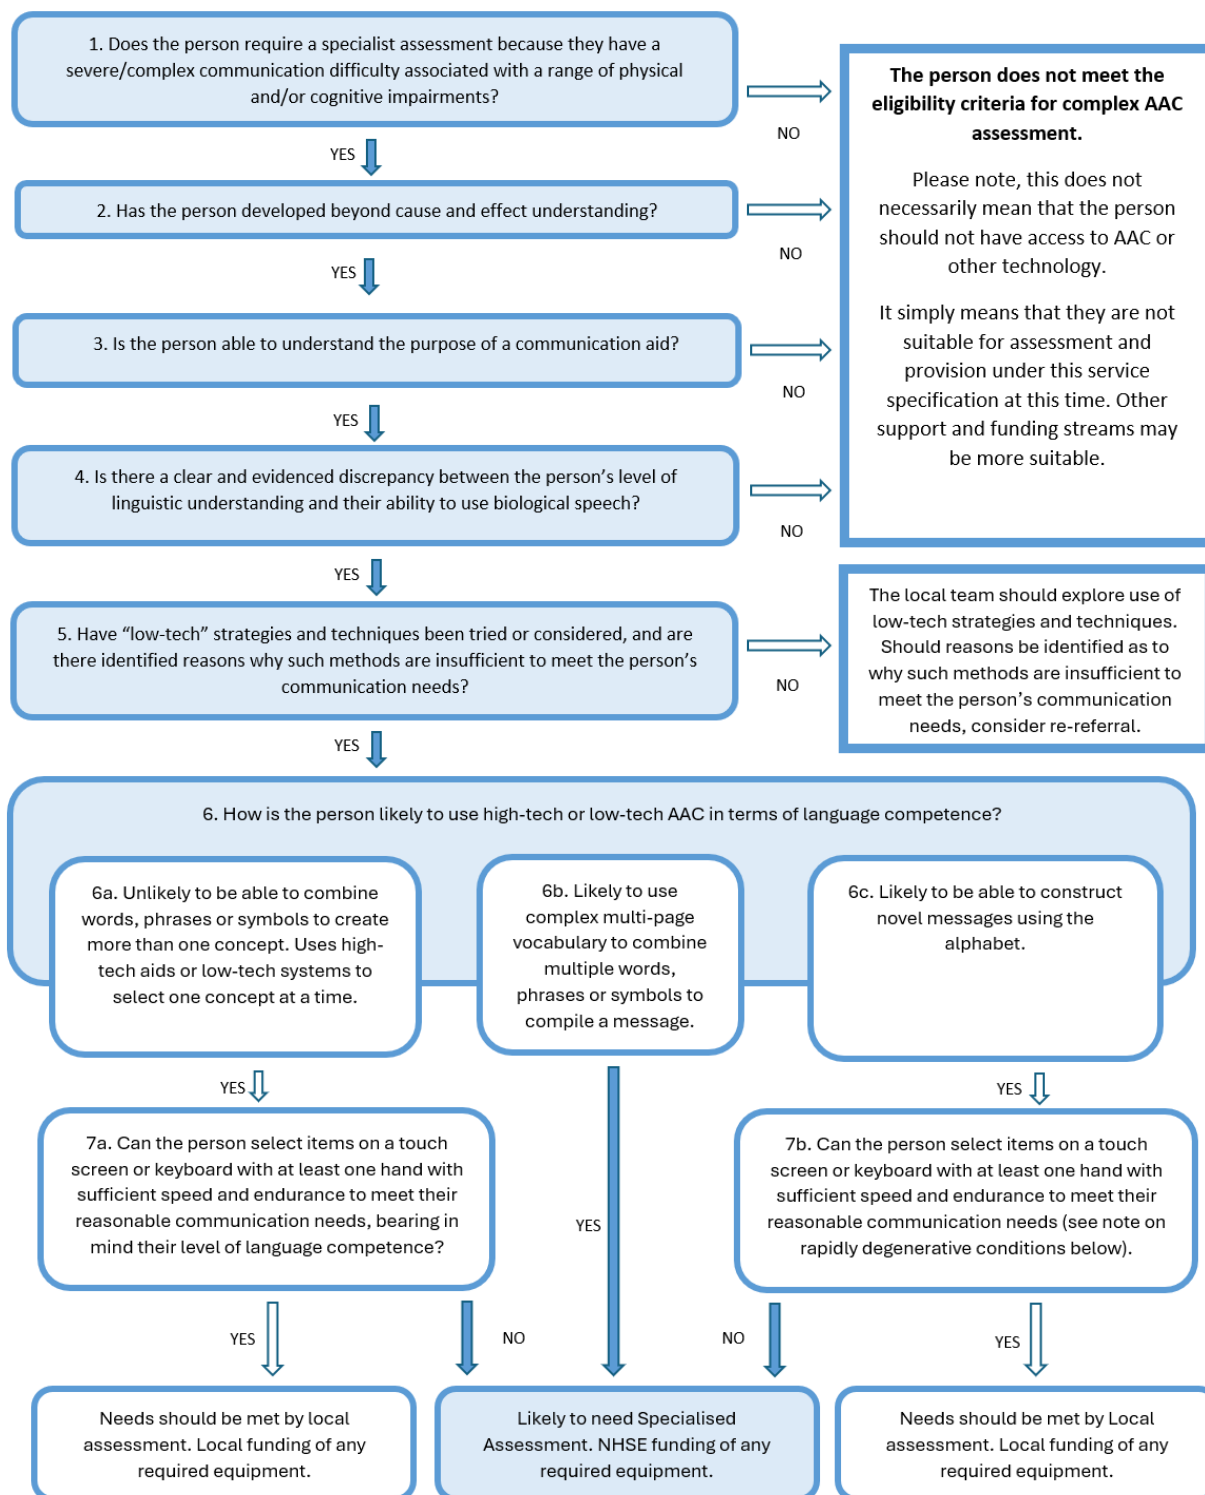 1. Does the person require a specialist assessment because they have a
severe/complex communication difficulty associated with a range of physical
and/or cognitive impairments?
NO
YES
The person does not meet the
eligibility criteria for complex AAC
assessment.
Please note, this does not
necessarily mean that the person
should not have access to AAC or
other technology.
It simply means that they are not
suitable for assessment and
provision under this service
specification at this time. Other
support and funding streams may
be more suitable.
2. Has the person developed beyond cause and effect understanding?
NO
YES
3. Is the person able to understand the purpose of a communication aid?
NO
YES
4. Is there a clear and evidenced discrepancy between the person’s level of
linguistic understanding and their ability to use biological speech?
NO
YES
5. Have “low-tech” strategies and techniques been tried or considered, and are
there identified reasons why such methods are insufficient to meet the person’s
communication needs?
NO
The local team should explore use of
low-tech strategies and techniques.
Should reasons be identified as to
why such methods are insufficient to
meet the person’s communication
needs, consider re-referral.
YES
6. How is the person likely to use high-tech or low-tech AAC in terms of language competence?
6a. Unlikely to be able to combine
words, phrases or symbols to create
more than one concept. Uses high-
tech aids or low-tech systems to
select one concept at a time.
6b. Likely to use
complex multi-page
vocabulary to combine
multiple words,
phrases or symbols to
compile a message.
6c. Likely to be able to construct
novel messages using the
alphabet.
YES
YES
YES
7a. Can the person select items on a touch
screen or keyboard with at least one hand with
sufficient speed and endurance to meet their
reasonable communication needs, bearing in
mind their level of language competence?
7b. Can the person select items on a touch
screen or keyboard with at least one hand with
sufficient speed and endurance to meet their
reasonable communication needs (see note on
rapidly degenerative conditions below).
YES
NO
NO
YES
Needs should be met by local
assessment. Local funding of any
required equipment.
Likely to need Specialised
Assessment. NHSE funding of any
required equipment.
Needs should be met by Local
assessment. Local funding of any
required equipment.